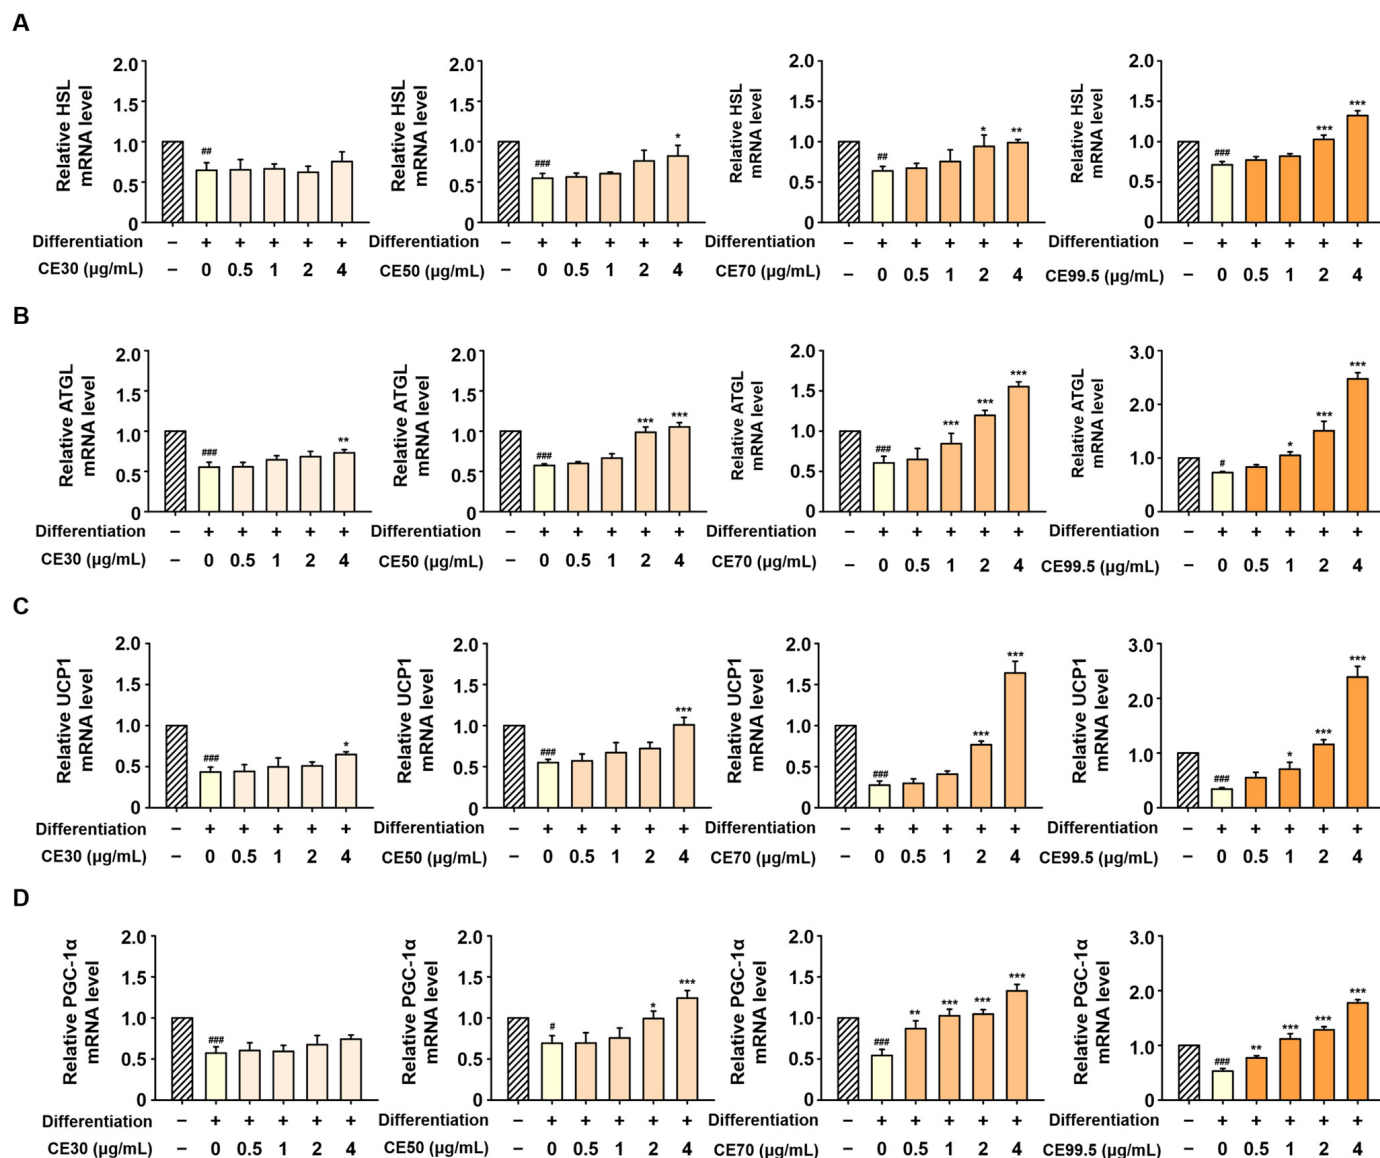 A
Relative HSL
mRNA level
2.0
1.5
1.0
0.5
0
##
Differentiation − + + + + +
CE30 (μg/mL) − 0 0.5 1 2 4
Relative HSL
mRNA level
2.0
1.5
1.0
0.5
0
###
*
Differentiation − + + + + +
CE50 (μg/mL) − 0 0.5 1 2 4
Relative HSL
mRNA level
2.0
1.5
1.0
0.5
0
##
*
**
Differentiation − + + + + +
CE70 (μg/mL) − 0 0.5 1 2 4
Relative HSL
mRNA level
2.0
1.5
1.0
0.5
0
###
***
***
Differentiation − + + + + +
CE99.5 (μg/mL) − 0 0.5 1 2 4
B
Relative ATGL
mRNA level
2.0
1.5
1.0
0.5
0
###
**
Differentiation − + + + + +
CE30 (μg/mL) − 0 0.5 1 2 4
Relative ATGL
mRNA level
2.0
1.5
1.0
0.5
0
###
***
***
Differentiation − + + + + +
CE50 (μg/mL) − 0 0.5 1 2 4
Relative ATGL
mRNA level
2.0
1.5
1.0
0.5
0
###
***
***
***
Differentiation − + + + + +
CE70 (μg/mL) − 0 0.5 1 2 4
Relative ATGL
mRNA level
3.0
2.0
1.0
0
#
*
***
***
Differentiation − + + + + +
CE99.5 (μg/mL) − 0 0.5 1 2 4
C
Relative UCP1
mRNA level
2.0
1.5
1.0
0.5
0
###
*
Differentiation − + + + + +
CE30 (μg/mL) − 0 0.5 1 2 4
Relative UCP1
mRNA level
2.0
1.5
1.0
0.5
0
###
***
Differentiation − + + + + +
CE50 (μg/mL) − 0 0.5 1 2 4
Relative UCP1
mRNA level
2.0
1.5
1.0
0.5
0
###
***
***
Differentiation − + + + + +
CE70 (μg/mL) − 0 0.5 1 2 4
Relative UCP1
mRNA level
3.0
2.0
1.0
0
###
*
***
***
Differentiation − + + + + +
CE99.5 (μg/mL) − 0 0.5 1 2 4
D
Relative PGC-1α
mRNA level
2.0
1.5
1.0
0.5
0
###
Differentiation − + + + + +
CE30 (μg/mL) − 0 0.5 1 2 4
Relative PGC-1α
mRNA level
2.0
1.5
1.0
0.5
0
#
*
***
Differentiation − + + + + +
CE50 (μg/mL) − 0 0.5 1 2 4
Relative PGC-1α
mRNA level
2.0
1.5
1.0
0.5
0
###
**
***
***
***
Differentiation − + + + + +
CE70 (μg/mL) − 0 0.5 1 2 4
Relative PGC-1α
mRNA level
3.0
2.0
1.0
0
###
**
***
***
***
Differentiation − + + + + +
CE99.5 (μg/mL) − 0 0.5 1 2 4